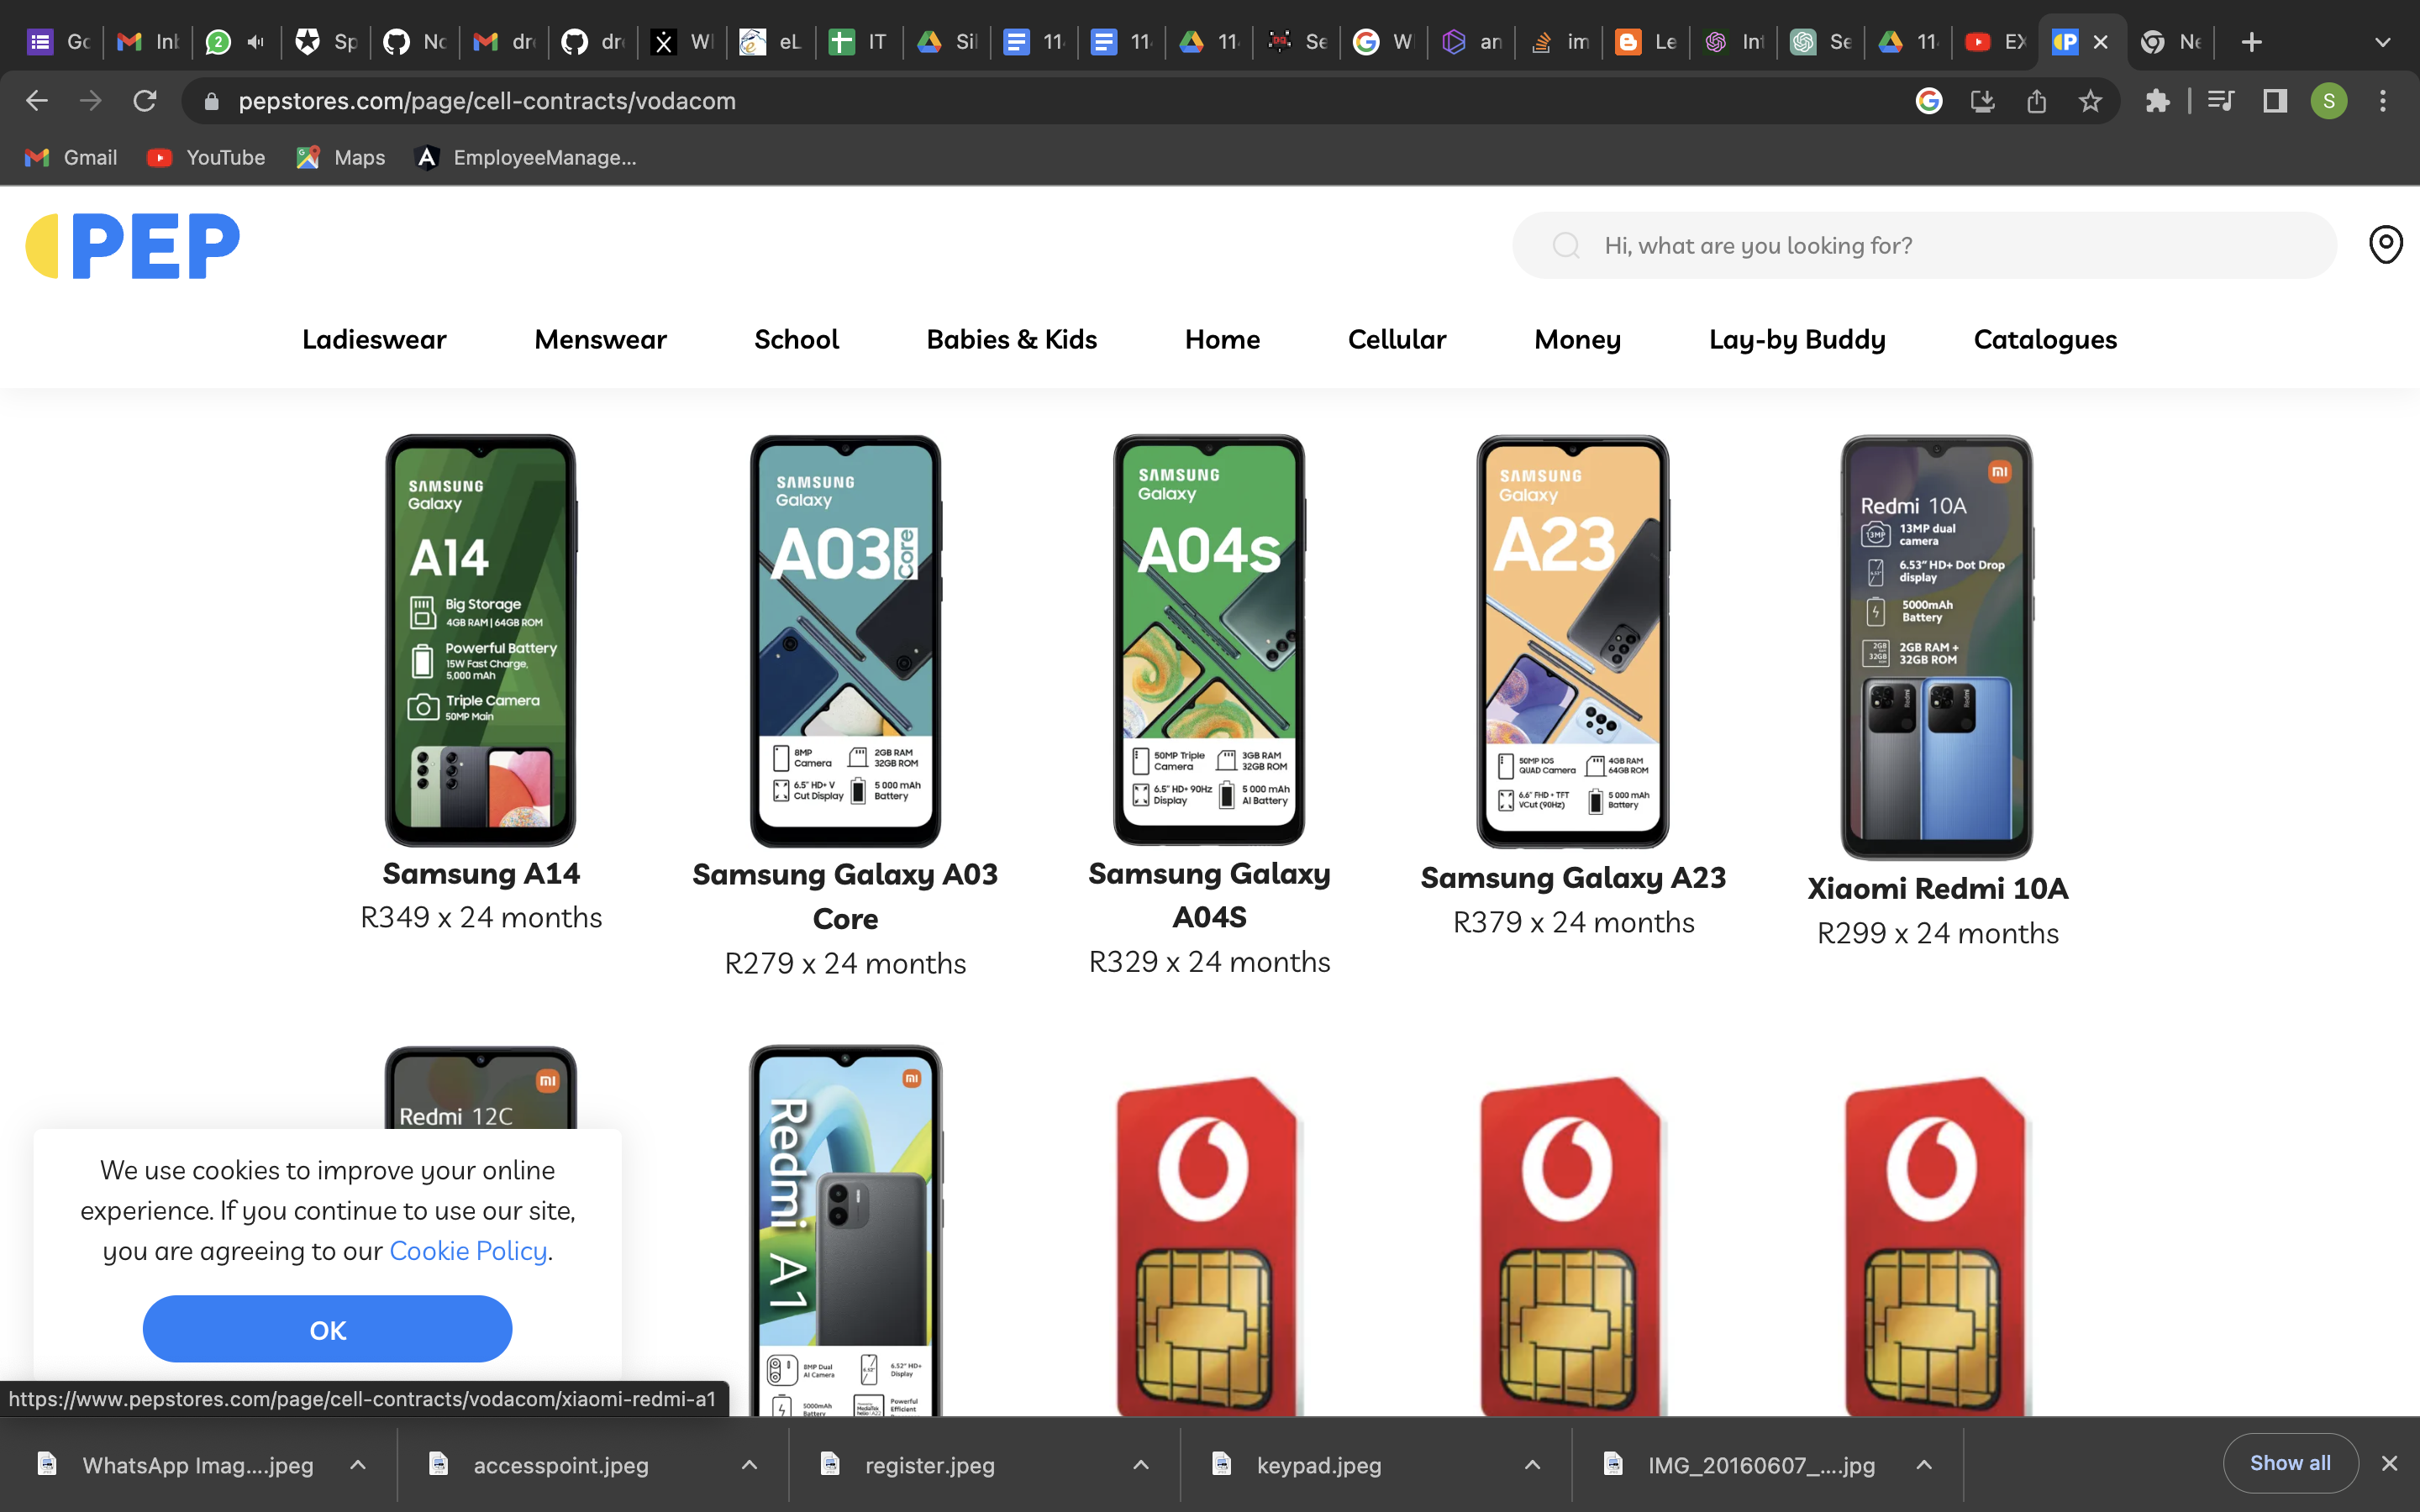 Gc
Int
2
Sp
Nc
dr
dr
WI
eL
IT
Sil
11
11
11
Se
W
an
im
Le
Int
Se
11
EX
Ne
pepstores.com/page/cell-contracts/vodacom
S
Gmail
YouTube
Maps
EmployeeManage...
PEP
Hi, what are you looking for?
Ladieswear
Menswear
School
Babies & Kids
Home
Cellular
Money
Lay-by Buddy
Catalogues
SAMSUNG
Galaxy
A14
Big Storage
4GB RAM | 64GB ROM
Powerful Battery
15W Fast Charge,
5,000 mAh
Triple Camera
50MP Main
Samsung A14
R349 x 24 months
SAMSUNG
Galaxy
A03 Core
8MP
Camera
2GB RAM
32GB ROM
6.5" HD+ V
Cut Display
5 000 mAh
Battery
Samsung Galaxy A03
Core
R279 x 24 months
SAMSUNG
Galaxy
A04s
50MP Triple
Camera
3GB RAM
32GB ROM
6.5" HD+ 90Hz
Display
5 000 mAh
AI Battery
Samsung Galaxy
A04S
R329 x 24 months
SAMSUNG
Galaxy
A23
50MP IOS
QUAD Camera
4GB RAM
64GB ROM
6.6" FHD + TFT
VCut (90Hz)
5 000 mAh
Battery
Samsung Galaxy A23
R379 x 24 months
mi
Redmi 10A
13MP
13MP dual
camera
6.53" HD+ Dot Drop
display
5000mAh
Battery
2GB
32GB
2GB RAM +
32GB ROM
Redmi
Redmi
Xiaomi Redmi 10A
R299 x 24 months
mi
Redmi 12C
mi
Redmi A1
8MP Dual
AI Camera
6.52" HD+
Display
5000mAh
Battery
Powerful
Efficient
We use cookies to improve your online
experience. If you continue to use our site,
you are agreeing to our Cookie Policy.
OK
https://www.pepstores.com/page/cell-contracts/vodacom/xiaomi-redmi-a1
WhatsApp Imag....jpeg
accesspoint.jpeg
register.jpeg
keypad.jpeg
IMG_20160607_....jpg
Show all